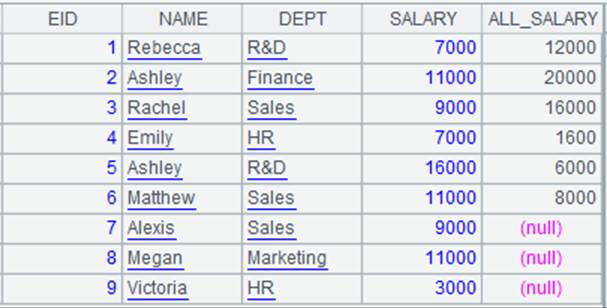 EID NAME DEPT SALARY ALL_SALARY
1 Rebecca R&D 7000 12000
2 Ashley Finance 11000 20000
3 Rachel Sales 9000 16000
4 Emily HR 7000 1600
5 Ashley R&D 16000 6000
6 Matthew Sales 11000 8000
7 Alexis Sales 9000 (null)
8 Megan Marketing 11000 (null)
9 Victoria HR 3000 (null)